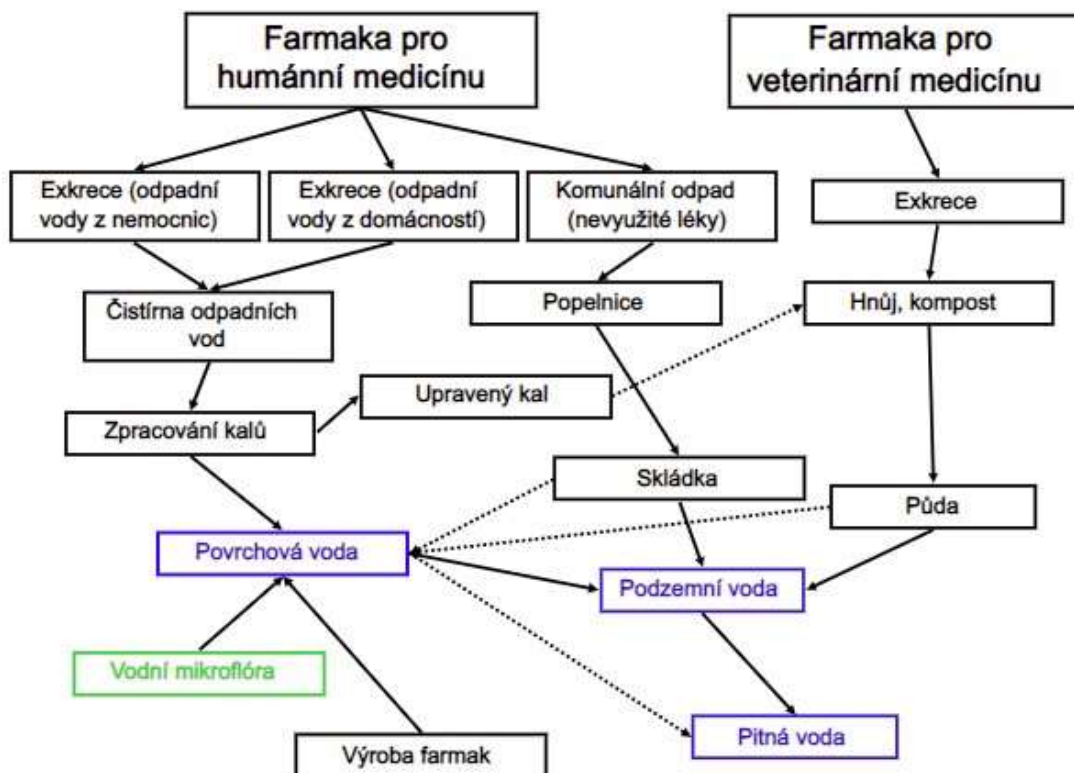 Farmaka pro
humánní medicínu
Farmaka pro
veterinární medicínu
Exkrece (odpadní
vody z nemocnic)
Exkrece (odpadní
vody z domácností)
Komunální odpad
(nevyužité léky)
Exkrece
Čistírna odpadních
vod
Popelnice
Hnůj, kompost
Upravený kal
Zpracování kalů
Skládka
Půda
Povrchová voda
Podzemní voda
Vodní mikroflóra
Pitná voda
Výroba farmak